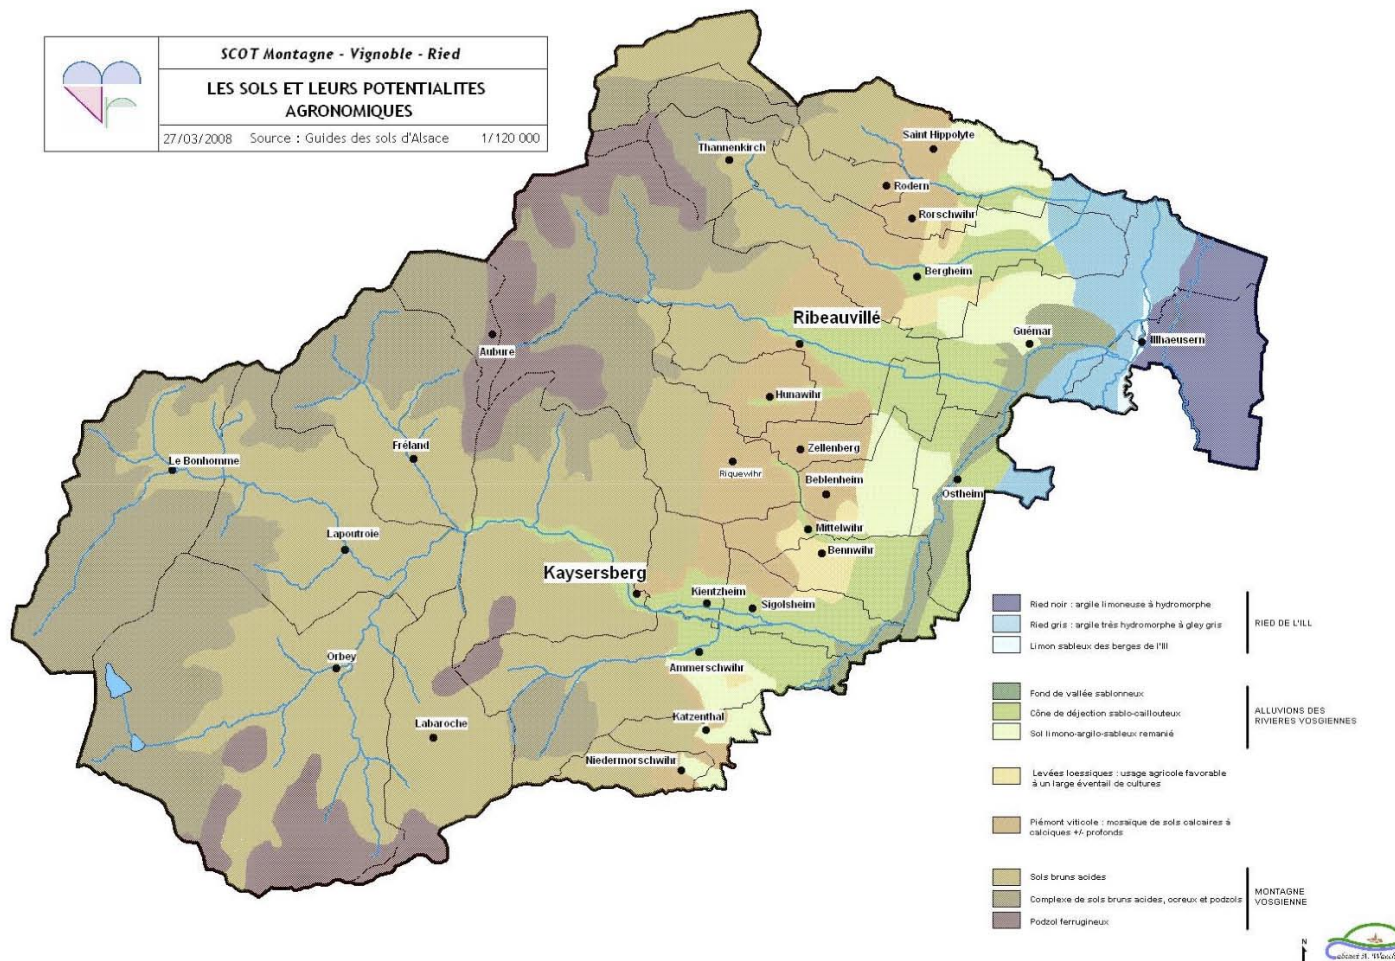 SCOT Montagne - Vignoble - Ried
LES SOLS ET LEURS POTENTIALITES
AGRONOMIQUES
27/03/2008 Source : Guides des sols d'Alsace 1/120 000
Saint Hippolyte
Thannenkirch
Rodern
Rorschwihr
Bergheim
Ribeauvillé
Guémar
Illhaeusern
Aubure
Hunawihr
Fréland
Zellenberg
Le Bonhomme
Riquewihr
Beblenheim
Ostheim
Mittelwihr
Lapoutroie
Bennwihr
Kaysersberg
Kientzheim
Sigolsheim
Orbey
Ammerschwihr
Labaroche
Katzenthal
Niedermorschwihr
Ried noir : argile limoneuse à hydromorphe
Ried gris : argile très hydromorphe à gley gris
Limon sableux des berges de l'Ill
RIED DE L'ILL
Fond de vallée sablonneux
Cône de déjection sablo-caillouteux
Sol limono-argilo-sableux remanié
ALLUVIONS DES
RIVIERES VOSGIENNES
Levées loessiques : usage agricole favorable
à un large éventail de cultures
Piémont viticole : mosaïque de sols calcaires à
calciques +/- profonds
Sols bruns acides
Complexe de sols bruns acides, ocreux et podzols
Podzol ferrugineux
MONTAGNE
VOSGIENNE
N